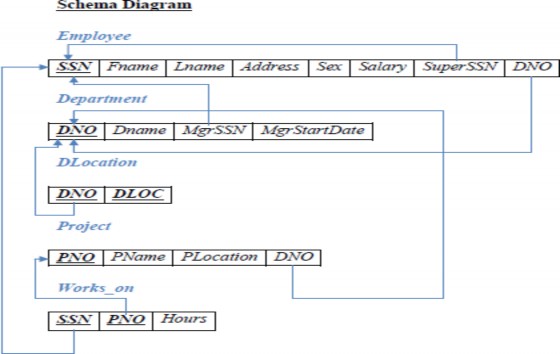 Schema Diagram
Employee
SSN Fname Lname Address Sex Salary SuperSSN DNO
Department
DNO Dname MgrSSN MgrStartDate
DLocation
DNO DLOC
Project
PNO PName PLocation DNO
Works_on
SSN PNO Hours